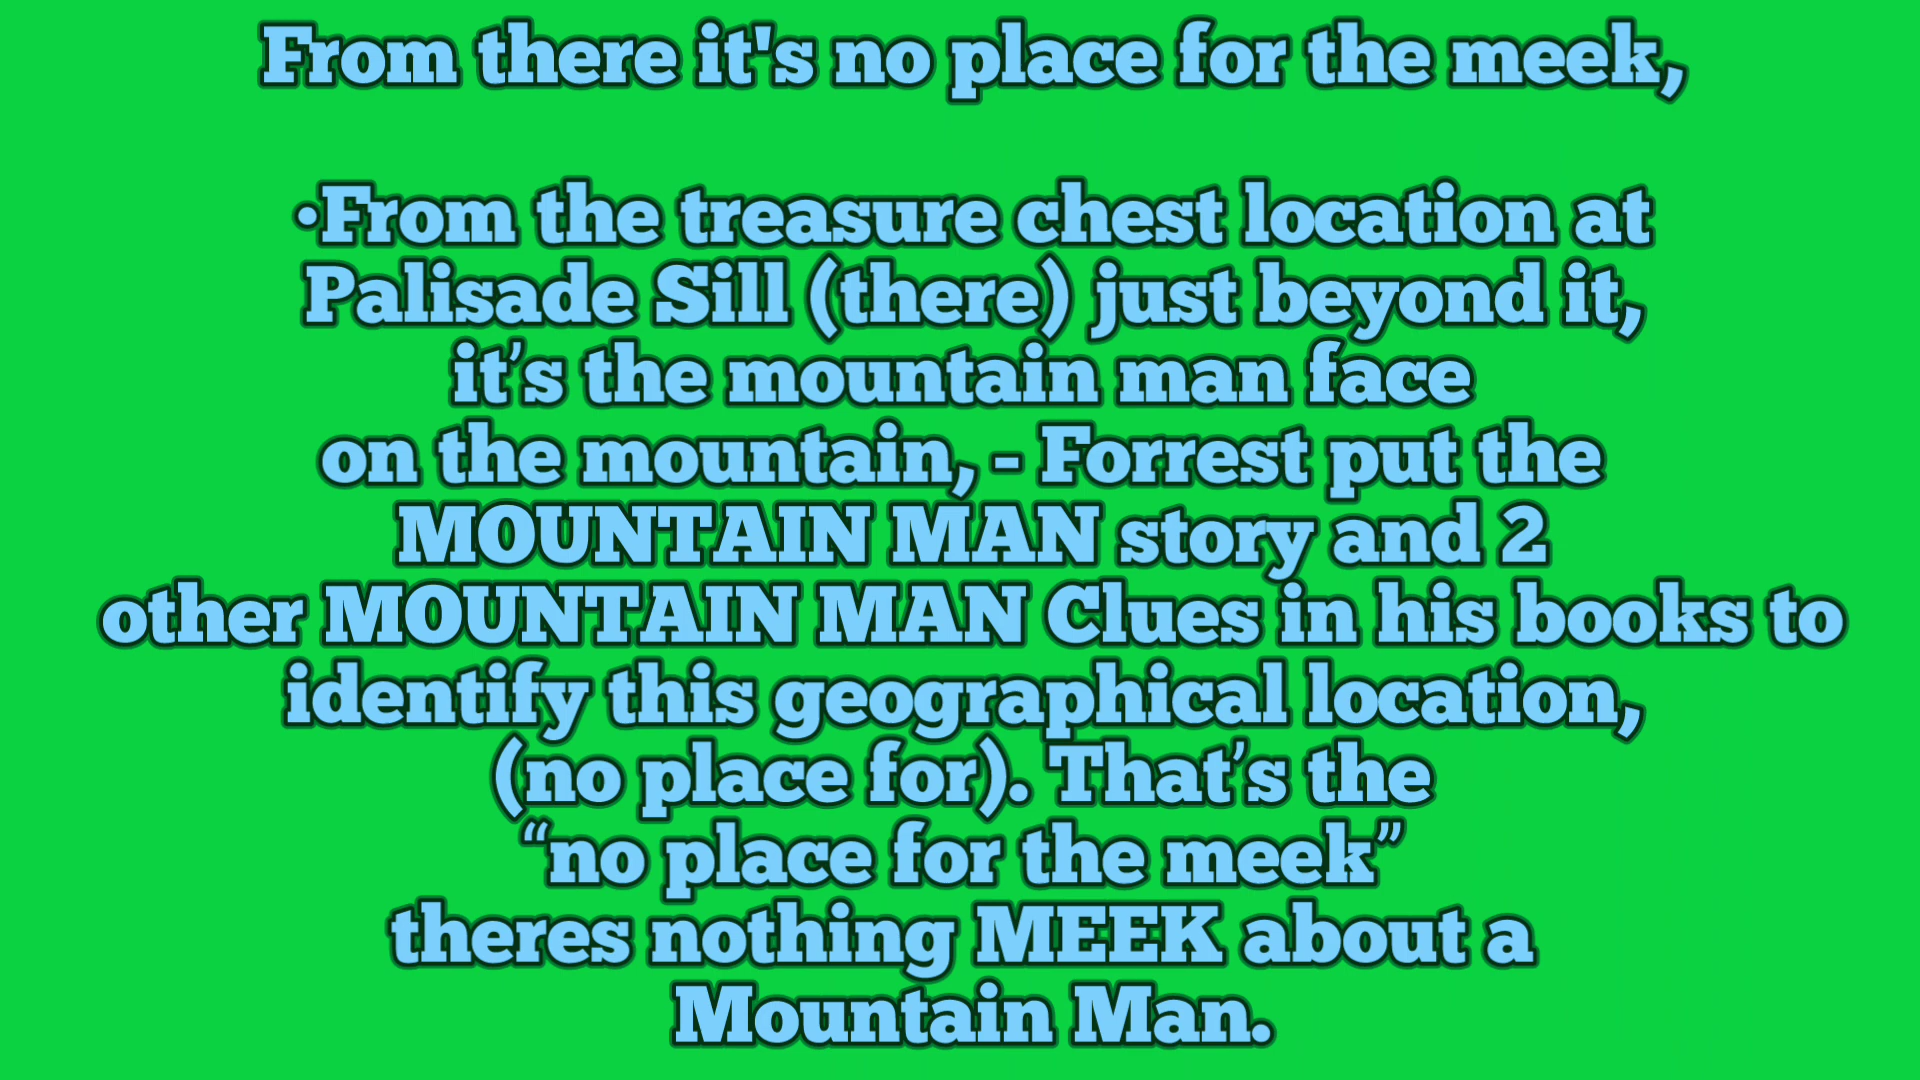 From there it's no place for the meek,
•From the treasure chest location at
Palisade Sill (there) just beyond it,
it’s the mountain man face
on the mountain, - Forrest put the
MOUNTAIN MAN story and 2
other MOUNTAIN MAN Clues in his books to
identify this geographical location,
(no place for). That’s the
“no place for the meek”
theres nothing MEEK about a
Mountain Man.